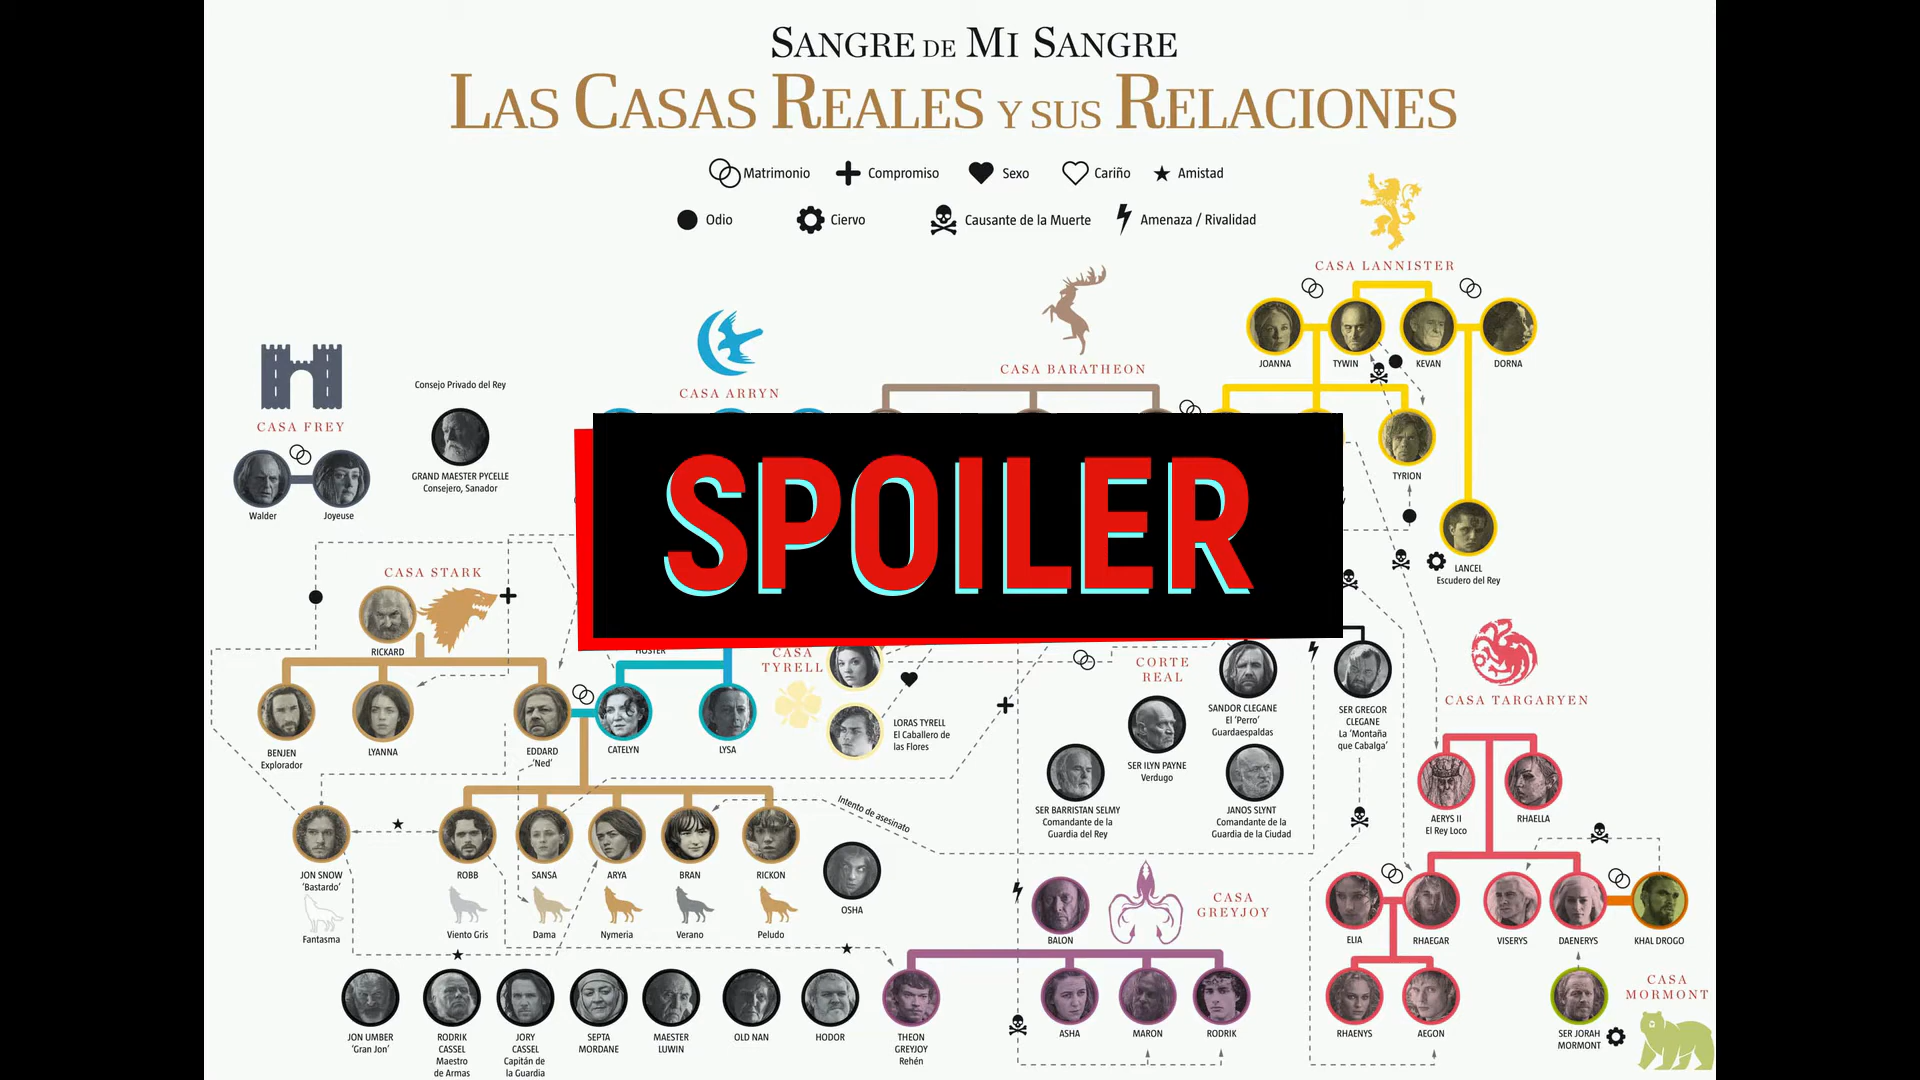 SANGRE DE MI SANGRE
LAS CASAS REALES Y SUS RELACIONES
Matrimonio
Compromiso
Sexo
Cariño
Amistad
Odio
Ciervo
Causante de la Muerte
Amenaza / Rivalidad
CASA LANNISTER
JOANNA
TYWIN
KEVAN
DORNA
TYRION
LANCEL
Escudero del Rey
CASA BARATHEON
CASA ARRYN
CASA FREY
Walder
Joyeuse
Consejo Privado del Rey
GRAND MAESTER PYCELLE
Consejero, Sanador
SPOILER
CASA STARK
RICKARD
BENJEN
Explorador
LYANNA
EDDARD
'Ned'
HOSTER
CATELYN
LYSA
CASA
TYRELL
LORAS TYRELL
El Caballero de
las Flores
CORTE
REAL
SANDOR CLEGANE
El 'Perro'
Guardaespaldas
SER GREGOR
CLEGANE
La 'Montaña
que Cabalga'
SER ILYN PAYNE
Verdugo
SER BARRISTAN SELMY
Comandante de la
Guardia del Rey
JANOS SLYNT
Comandante de la
Guardia de la Ciudad
CASA TARGARYEN
AERYS II
El Rey Loco
RHAELLA
ELIA
RHAEGAR
VISERYS
DAENERYS
KHAL DROGO
RHAENYS
AEGON
CASA
MORMONT
SER JORAH
MORMONT
Intento de asesinato
JON SNOW
'Bastardo'
Fantasma
ROBB
Viento Gris
SANSA
Dama
ARYA
Nymeria
BRAN
Verano
RICKON
Peludo
OSHA
CASA
GREYJOY
BALON
THEON
GREYJOY
Rehén
ASHA
MARON
RODRIK
JON UMBER
'Gran Jon'
RODRIK
CASSEL
Maestro
de Armas
JORY
CASSEL
Capitán de
la Guardia
SEPTA
MORDANE
MAESTER
LUWIN
OLD NAN
HODOR